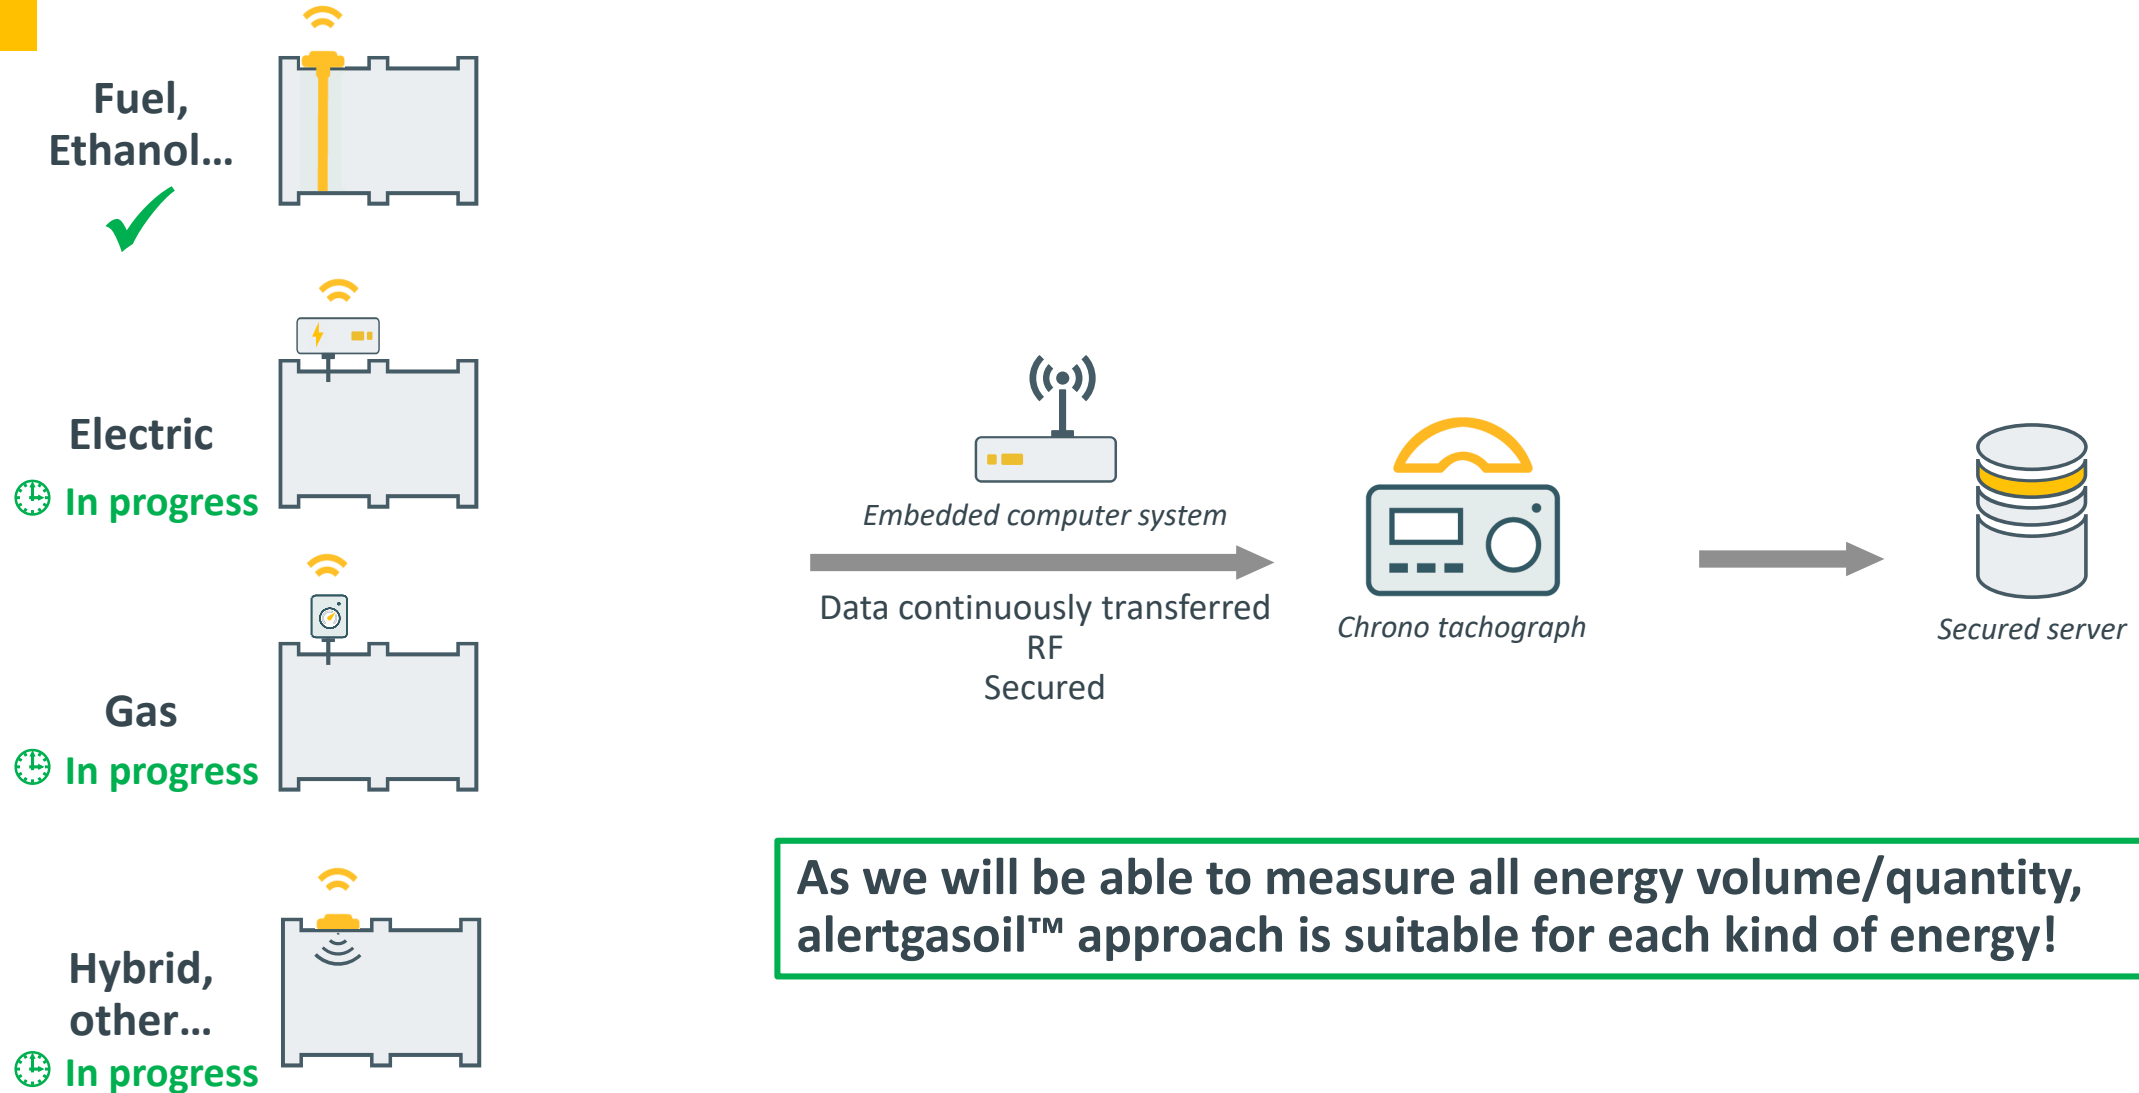 Fuel,
Ethanol...
Electric
In progress
Gas
In progress
Hybrid,
other...
In progress
Embedded computer system
Data continuously transferred
RF
Secured
Chrono tachograph
Secured server
As we will be able to measure all energy volume/quantity,
alertgasoil™ approach is suitable for each kind of energy!